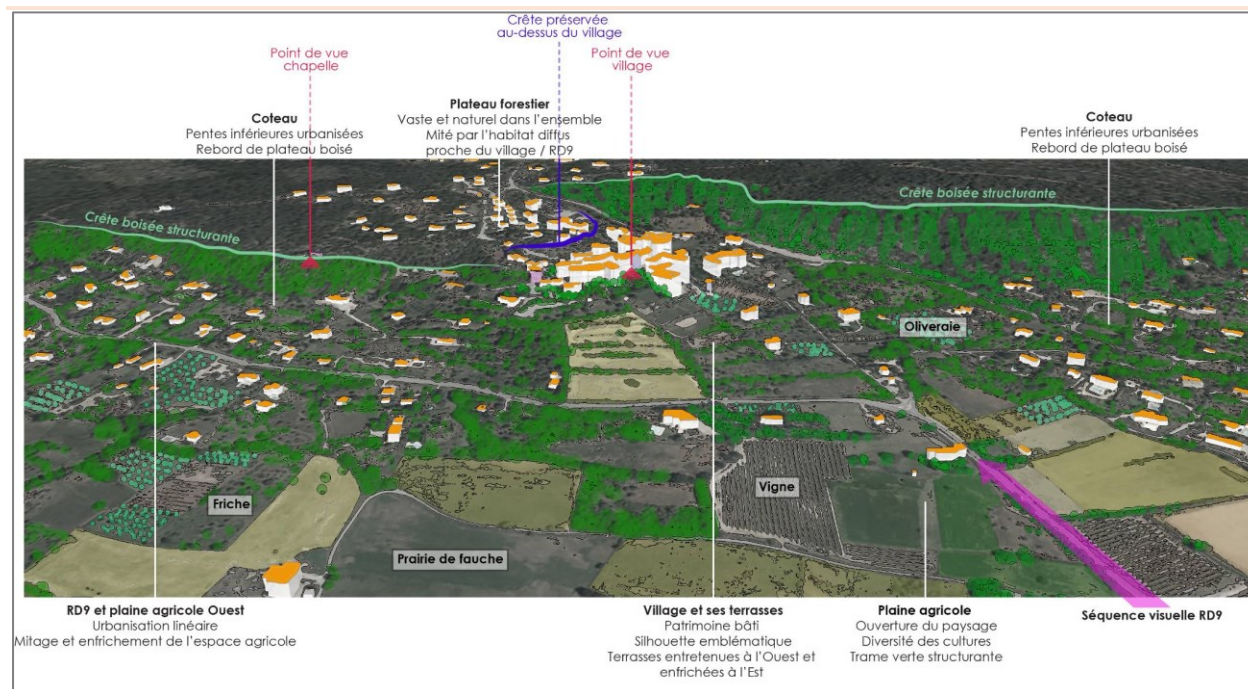 Crête préservée
au-dessus du village
Point de vue
chapelle
Point de vue
village
Plateau forestier
Vaste et naturel dans l'ensemble
Mité par l'habitat diffus
proche du village / RD9
Coteau
Pentes inférieures urbanisées
Rebord de plateau boisé
Coteau
Pentes inférieures urbanisées
Rebord de plateau boisé
Crête boisée structurante
Crête boisée structurante
Oliveraie
Friche
Vigne
Prairie de fauche
RD9 et plaine agricole Ouest
Urbanisation linéaire
Mitage et enfrichement de l'espace agricole
Village et ses terrasses
Patrimoine bâti
Silhouette emblématique
Terrasses entretenues à l'Ouest et
enfrichées à l'Est
Plaine agricole
Ouverture du paysage
Diversité des cultures
Trame verte structurante
Séquence visuelle RD9